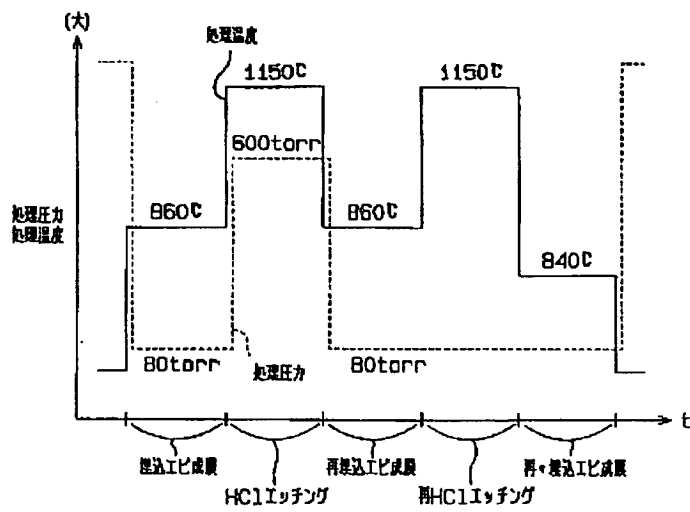 (大)
処理温度
1150℃
1150℃
600torr
処理圧力
処理温度
860℃
860℃
840℃
80torr
処理圧力
80torr
t
埋込エピ成膜
HClエッチング
再埋込エピ成膜
再HClエッチング
再々埋込エピ成膜